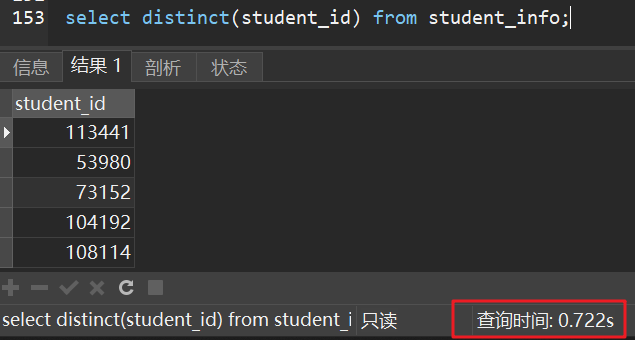 153 select distinct(student_id) from student_info;
信息 结果 1 剖析 状态
student_id
113441
53980
73152
104192
108114
select distinct(student_id) from student_i 只读 查询时间: 0.722s